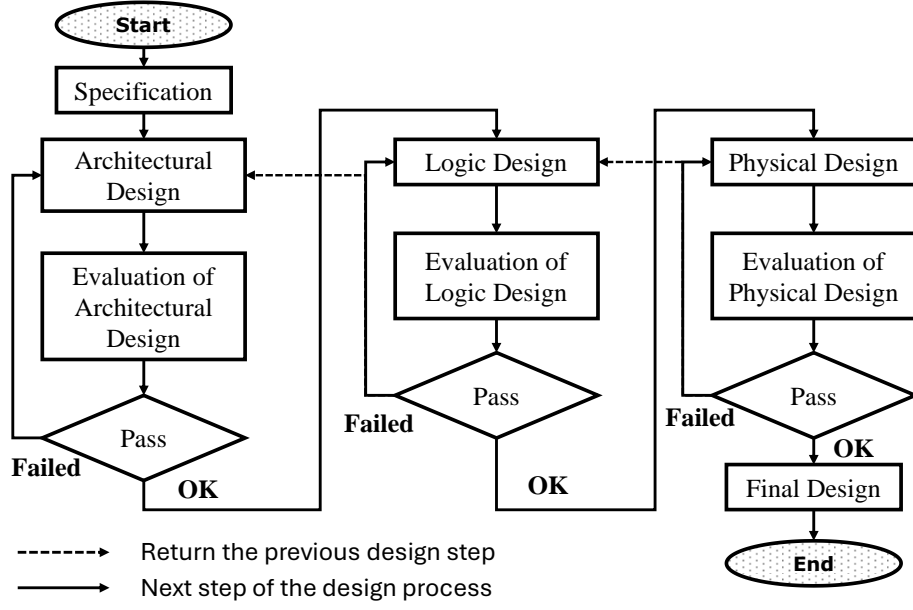 Start
Specification
Architectural
Design
Evaluation of
Architectural
Design
Pass
Failed
OK
Logic Design
Evaluation of
Logic Design
Pass
Failed
OK
Physical Design
Evaluation of
Physical Design
Pass
Failed
OK
Final Design
End
Return the previous design step
Next step of the design process